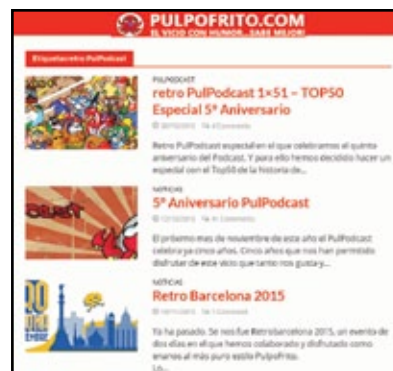 PULPOFRITO.COM
EL VICIO CON HUMOR... SABE MEJOR!
PULPODCAST
retro PulPodcast 1×51 – TOP50
Especial 5º Aniversario
Retro PulPodcast especial en el que celebramos el quinto
aniversario del Podcast. Y para ello hemos decidido hacer un
especial con el Top50 de la historia de...
NOTICIAS
5º Aniversario PulPodcast
El próximo mes de noviembre de este año el PulPodcast
celebra ya cinco años. Cinco años que nos han permitido
disfrutar de este vicio que tanto nos gusta y...
NOTICIAS
Retro Barcelona 2015
Ya ha pasado. Se nos fue Retrobarcelona 2015, un evento de
dos días en el que hemos colaborado y disfrutado como
enanos al más puro estilo PulpoFrito.